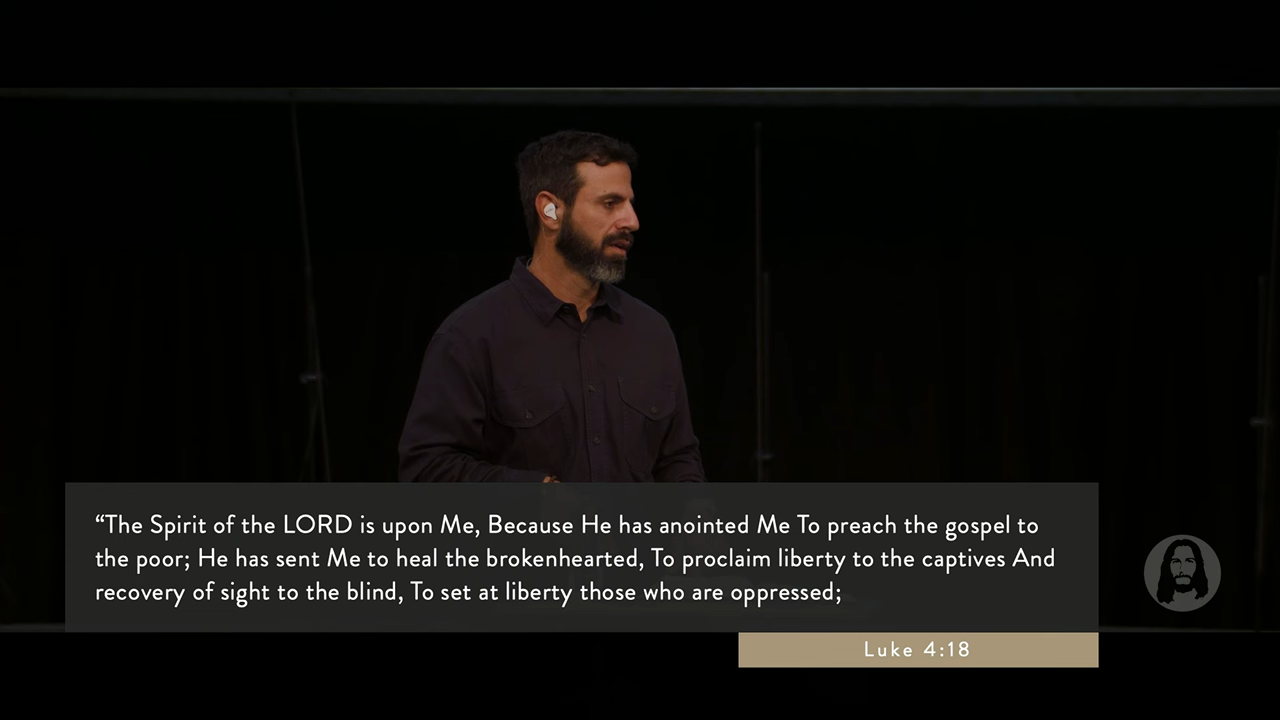 “The Spirit of the LORD is upon Me, Because He has anointed Me To preach the gospel to
the poor; He has sent Me to heal the brokenhearted, To proclaim liberty to the captives And
recovery of sight to the blind, To set at liberty those who are oppressed;
Luke 4:18